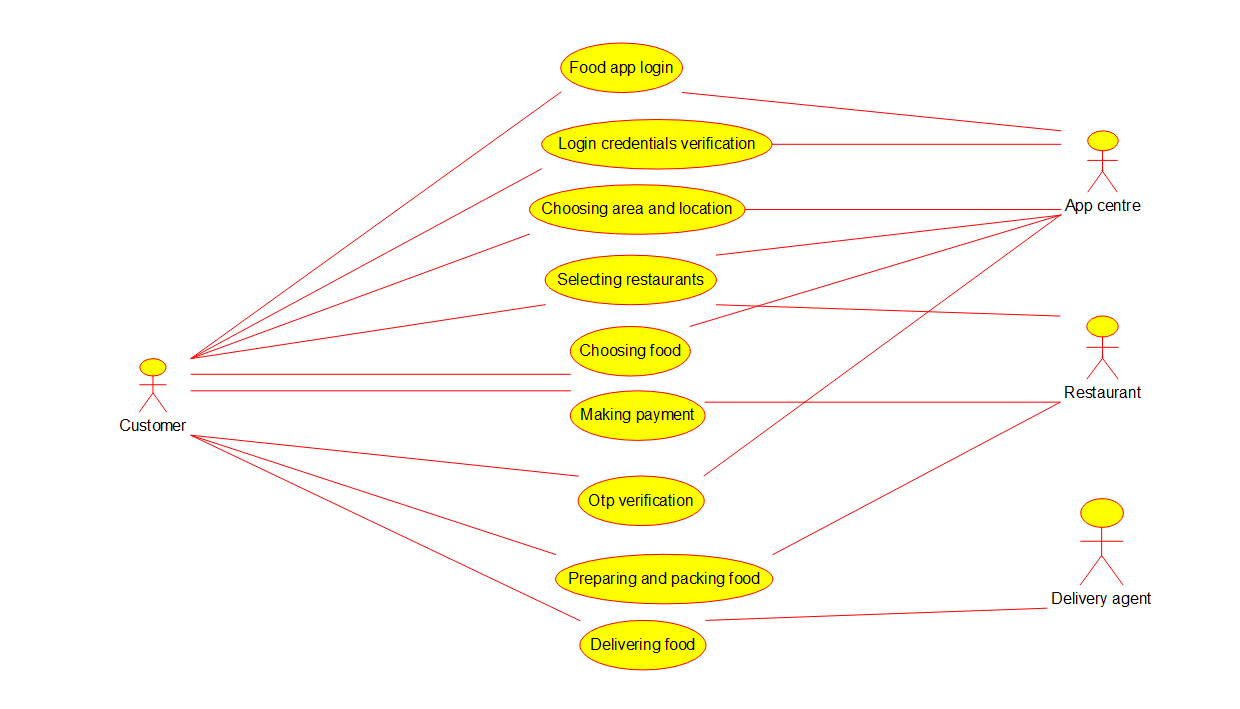 Food app login
Login credentials verification
Choosing area and location
App centre
Selecting restaurants
Choosing food
Restaurant
Making payment
Customer
Otp verification
Preparing and packing food
Delivery agent
Delivering food